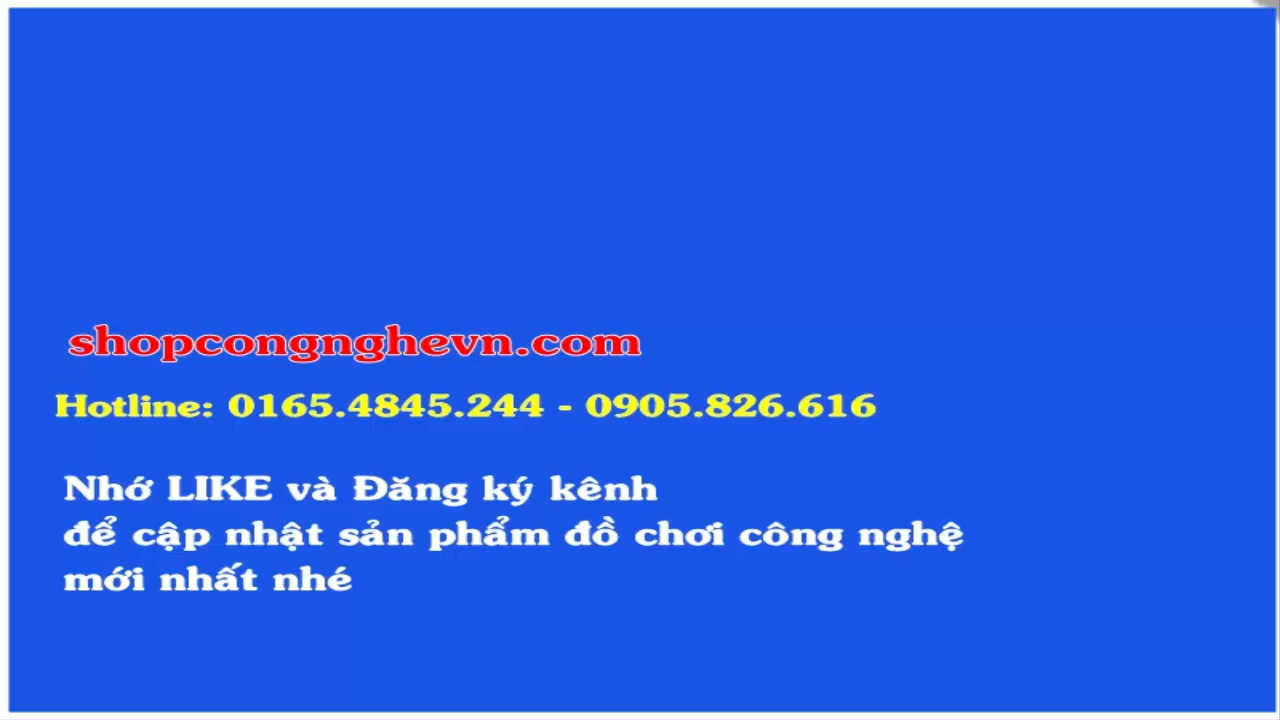 shopcongnghevn.com
Hotline: 0165.4845.244 - 0905.826.616
Nhớ LIKE và Đăng ký kênh
để cập nhật sản phẩm đồ chơi công nghệ
mới nhất nhé